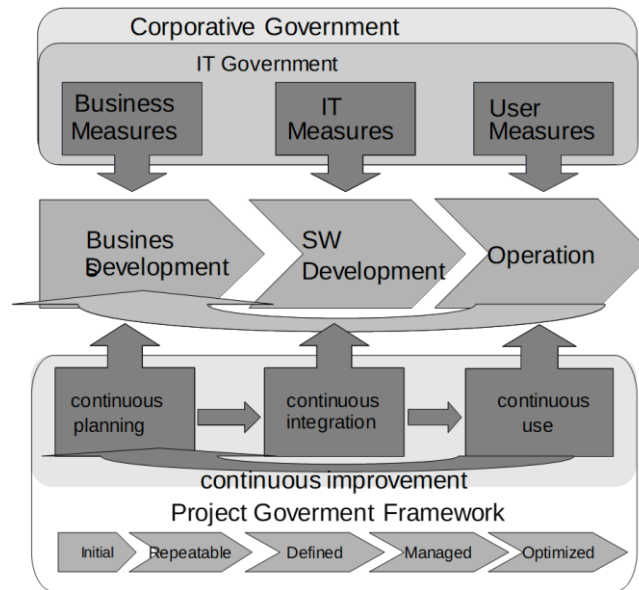 Corporative Government
IT Government
Business
Measures
IT
Measures
User
Measures
Busines
s
Development
SW
Development
Operation
continuous
planning
continuous
integration
continuous
use
continuous improvement
Project Goverment Framework
Initial
Repeatable
Defined
Managed
Optimized